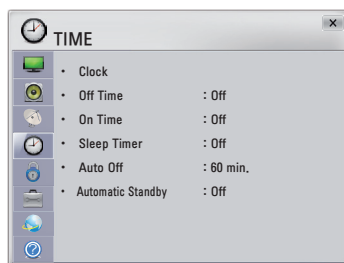 TIME
• Clock
• Off Time : Off
• On Time : Off
• Sleep Timer : Off
• Auto Off : 60 min.
• Automatic Standby : Off